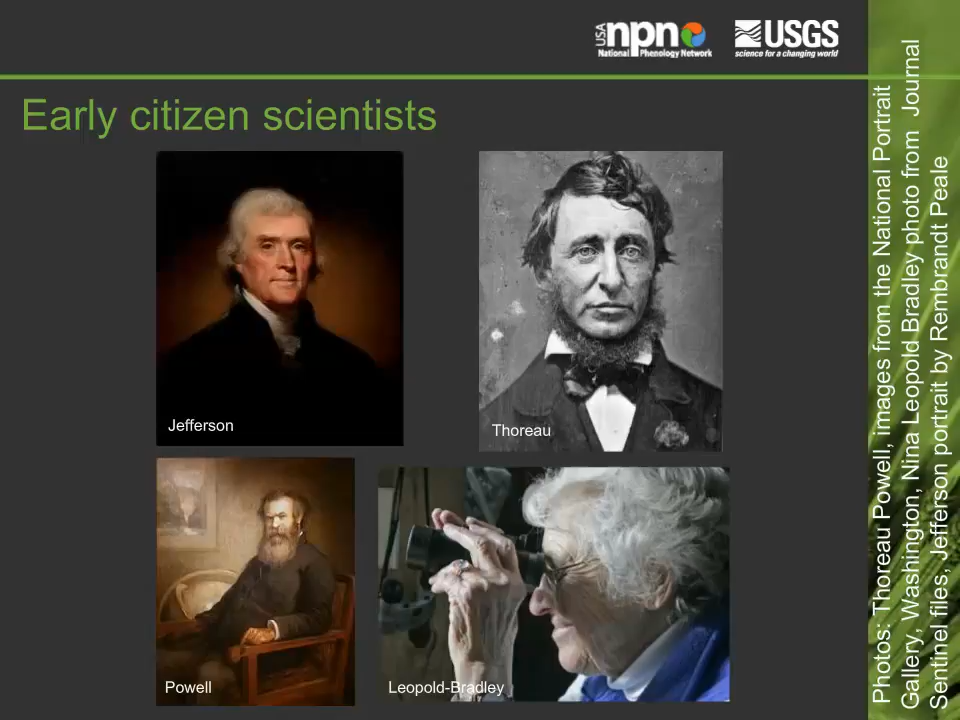 USA npn
National Phenology Network
USGS
science for a changing world
Early citizen scientists
Jefferson
Thoreau
Powell
Leopold-Bradley
Photos: Thoreau Powell, images from the National Portrait
Gallery, Washington, Nina Leopold Bradley photo from Journal
Sentinel files, Jefferson portrait by Rembrandt Peale